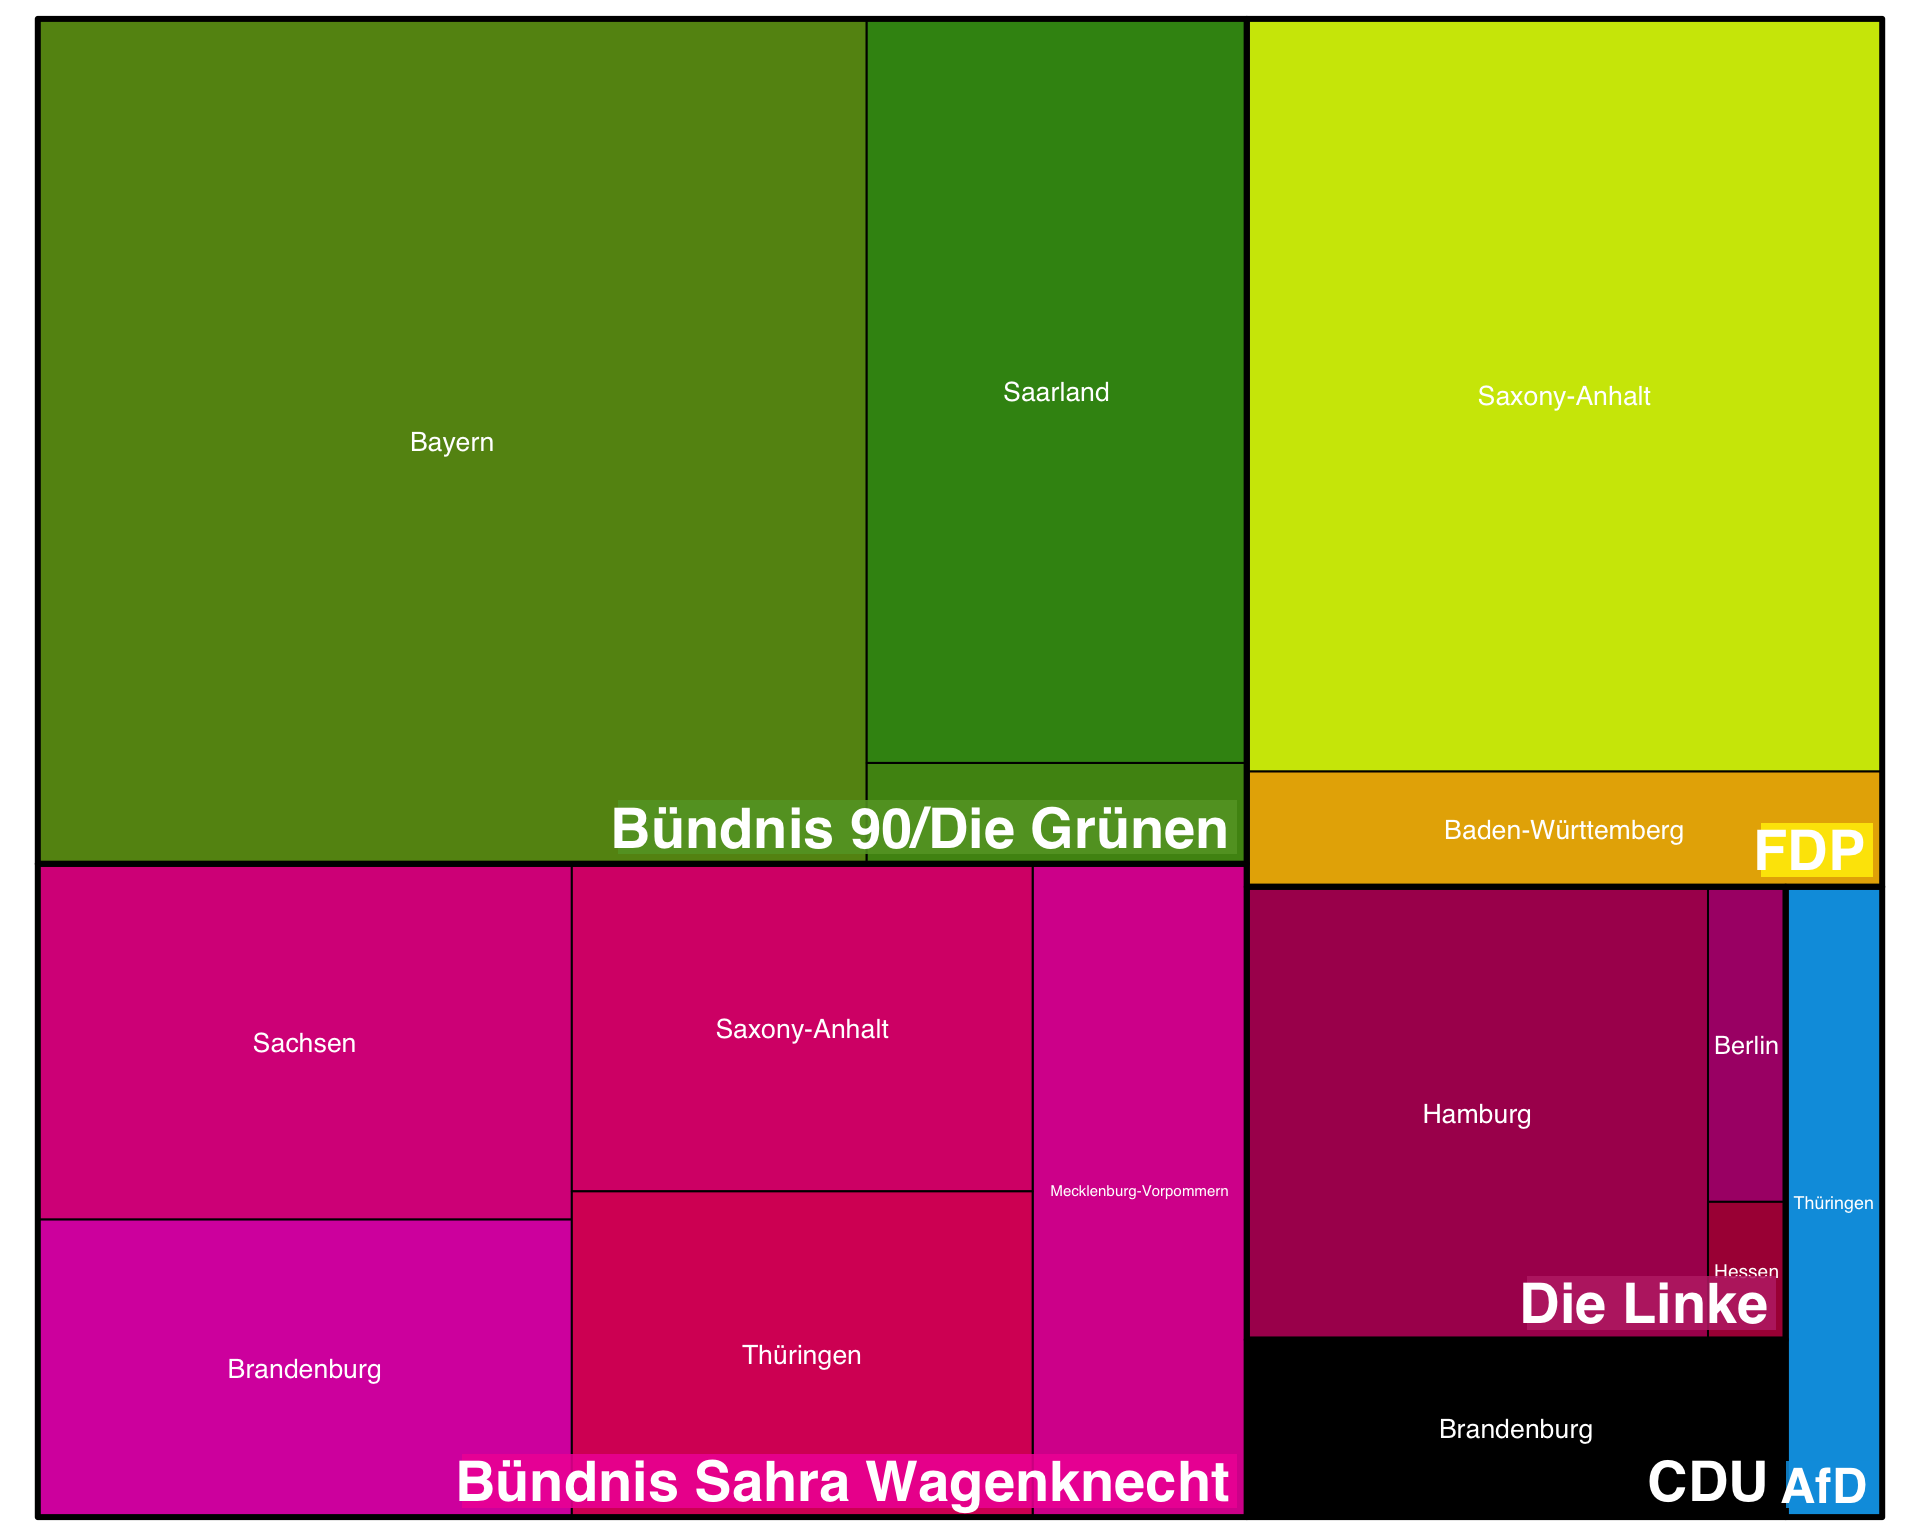 Bayern
Saarland
Bündnis 90/Die Grünen
Saxony-Anhalt
Baden-Württemberg
FDP
Sachsen
Saxony-Anhalt
Mecklenburg-Vorpommern
Brandenburg
Thüringen
Bündnis Sahra Wagenknecht
Hamburg
Berlin
Hessen
Die Linke
Thüringen
Brandenburg
CDU
AfD